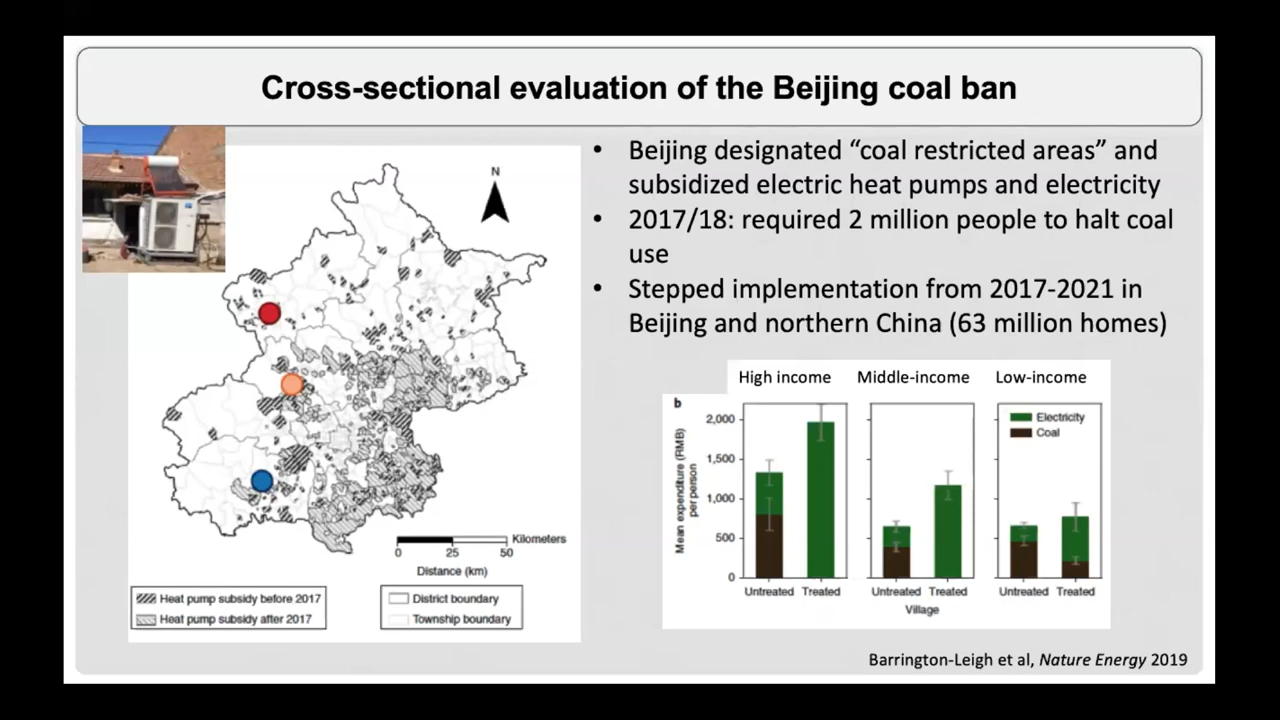 Cross-sectional evaluation of the Beijing coal ban
N
Kilometers
0 25 50
Distance (km)
Heat pump subsidy before 2017
Heat pump subsidy after 2017
District boundary
Township boundary
• Beijing designated “coal restricted areas” and
subsidized electric heat pumps and electricity
• 2017/18: required 2 million people to halt coal
use
• Stepped implementation from 2017-2021 in
Beijing and northern China (63 million homes)
High income Middle-income Low-income
b
Mean expenditure (RMB)
per person
2,000
1,500
1,000
500
0
Electricity
Coal
Untreated Treated Untreated Treated Untreated Treated
Village
Barrington-Leigh et al, Nature Energy 2019